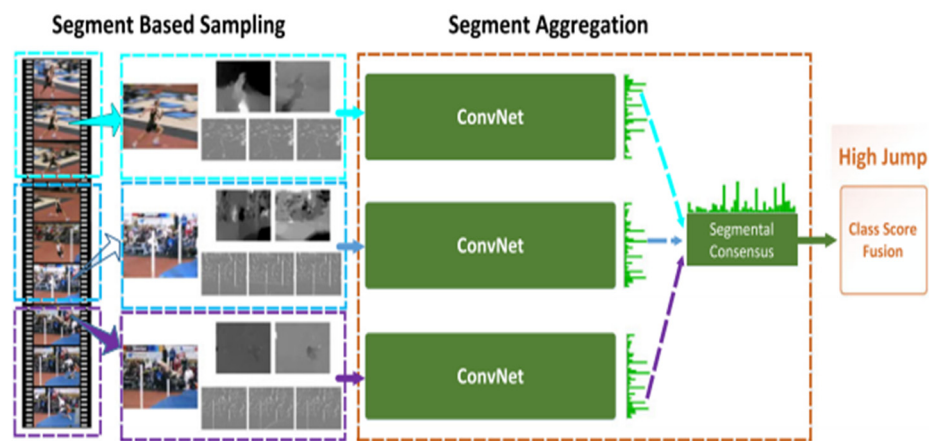 Segment Based Sampling
Segment Aggregation
ConvNet
ConvNet
ConvNet
Segmental
Consensus
High Jump
Class Score
Fusion